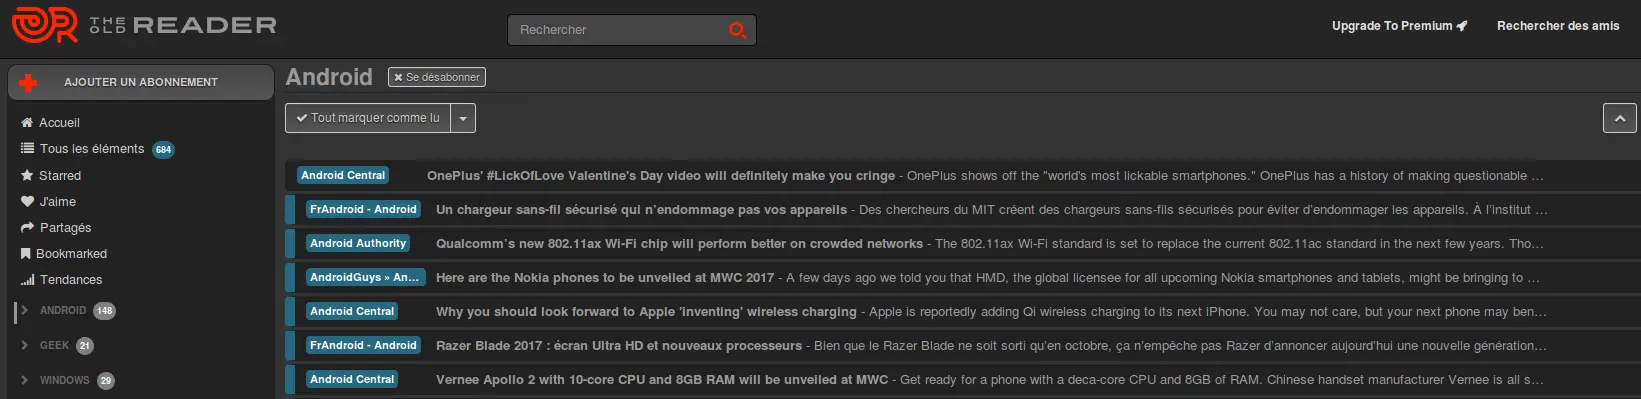 THE OLD READER
Rechercher
Upgrade To Premium
Rechercher des amis
AJOUTER UN ABONNEMENT
Accueil
Tous les éléments 684
Starred
J'aime
Partagés
Bookmarked
Tendances
ANDROID 148
GEEK 21
WINDOWS 29
Android Se désabonner
Tout marquer comme lu
Android Central OnePlus' #LickOfLove Valentine's Day video will definitely make you cringe - OnePlus shows off the "world's most lickable smartphones." OnePlus has a history of making questionable ...
FrAndroid - Android Un chargeur sans-fil sécurisé qui n’endommage pas vos appareils - Des chercheurs du MIT créent des chargeurs sans-fils sécurisés pour éviter d’endommager les appareils. À l’institut ...
Android Authority Qualcomm’s new 802.11ax Wi-Fi chip will perform better on crowded networks - The 802.11ax Wi-Fi standard is set to replace the current 802.11ac standard in the next few years. Tho...
AndroidGuys » An... Here are the Nokia phones to be unveiled at MWC 2017 - A few days ago we told you that HMD, the global licensee for all upcoming Nokia smartphones and tablets, might be bringing to ...
Android Central Why you should look forward to Apple 'inventing' wireless charging - Apple is reportedly adding Qi wireless charging to its next iPhone. You may not care, but your next phone may ben...
FrAndroid - Android Razer Blade 2017 : écran Ultra HD et nouveaux processeurs - Bien que le Razer Blade ne soit sorti qu’en octobre, ça n’empêche pas Razer d’annoncer aujourd’hui une nouvelle génération...
Android Central Vernee Apollo 2 with 10-core CPU and 8GB RAM will be unveiled at MWC - Get ready for a phone with a deca-core CPU and 8GB of RAM. Chinese handset manufacturer Vernee is all s...